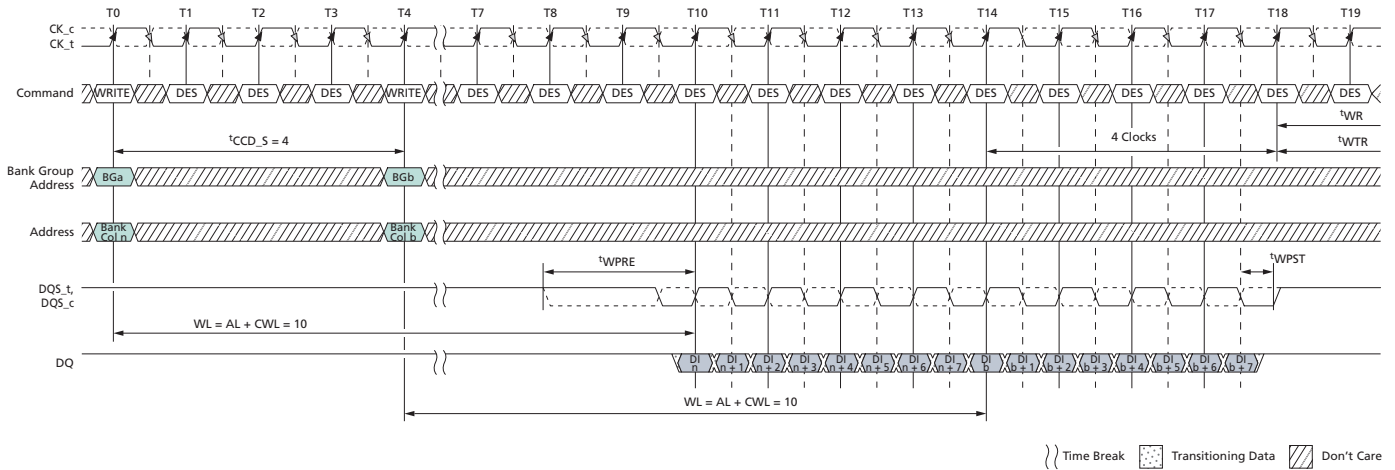 T0 T1 T2 T3 T4 T7 T8 T9 T10 T11 T12 T13 T14 T15 T16 T17 T18 T19
CK_c
CK_t
Command WRITE DES DES DES WRITE DES DES DES DES DES DES DES DES DES DES DES DES DES
tWR
tCCD_S = 4 4 Clocks
tWTR
Bank Group
Address BGa BGb
Address Bank
Col n Bank
Col b
tWPRE tWPST
DQS_t,
DQS_c
WL = AL + CWL = 10
DQ DI
n DI
n + 1 DI
n + 2 DI
n + 3 DI
n + 4 DI
n + 5 DI
n + 6 DI
n + 7 DI
b DI
b + 1 DI
b + 2 DI
b + 3 DI
b + 4 DI
b + 5 DI
b + 6 DI
b + 7
WL = AL + CWL = 10
Time Break Transitioning Data Don't Care